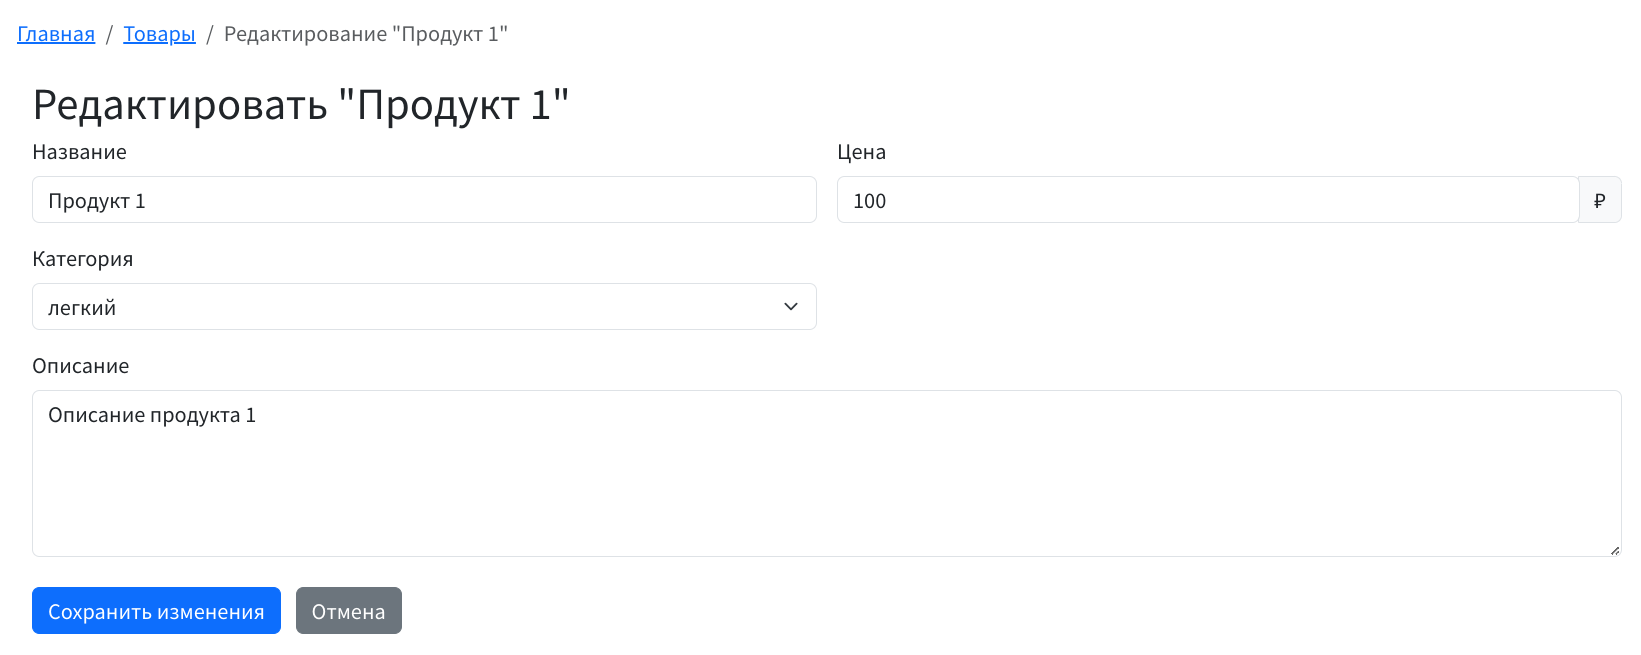 Главная / Товары / Редактирование "Продукт 1"
Редактировать "Продукт 1"
Название
Цена
Продукт 1
100 ₽
Категория
легкий
Описание
Описание продукта 1
Сохранить изменения
Отмена